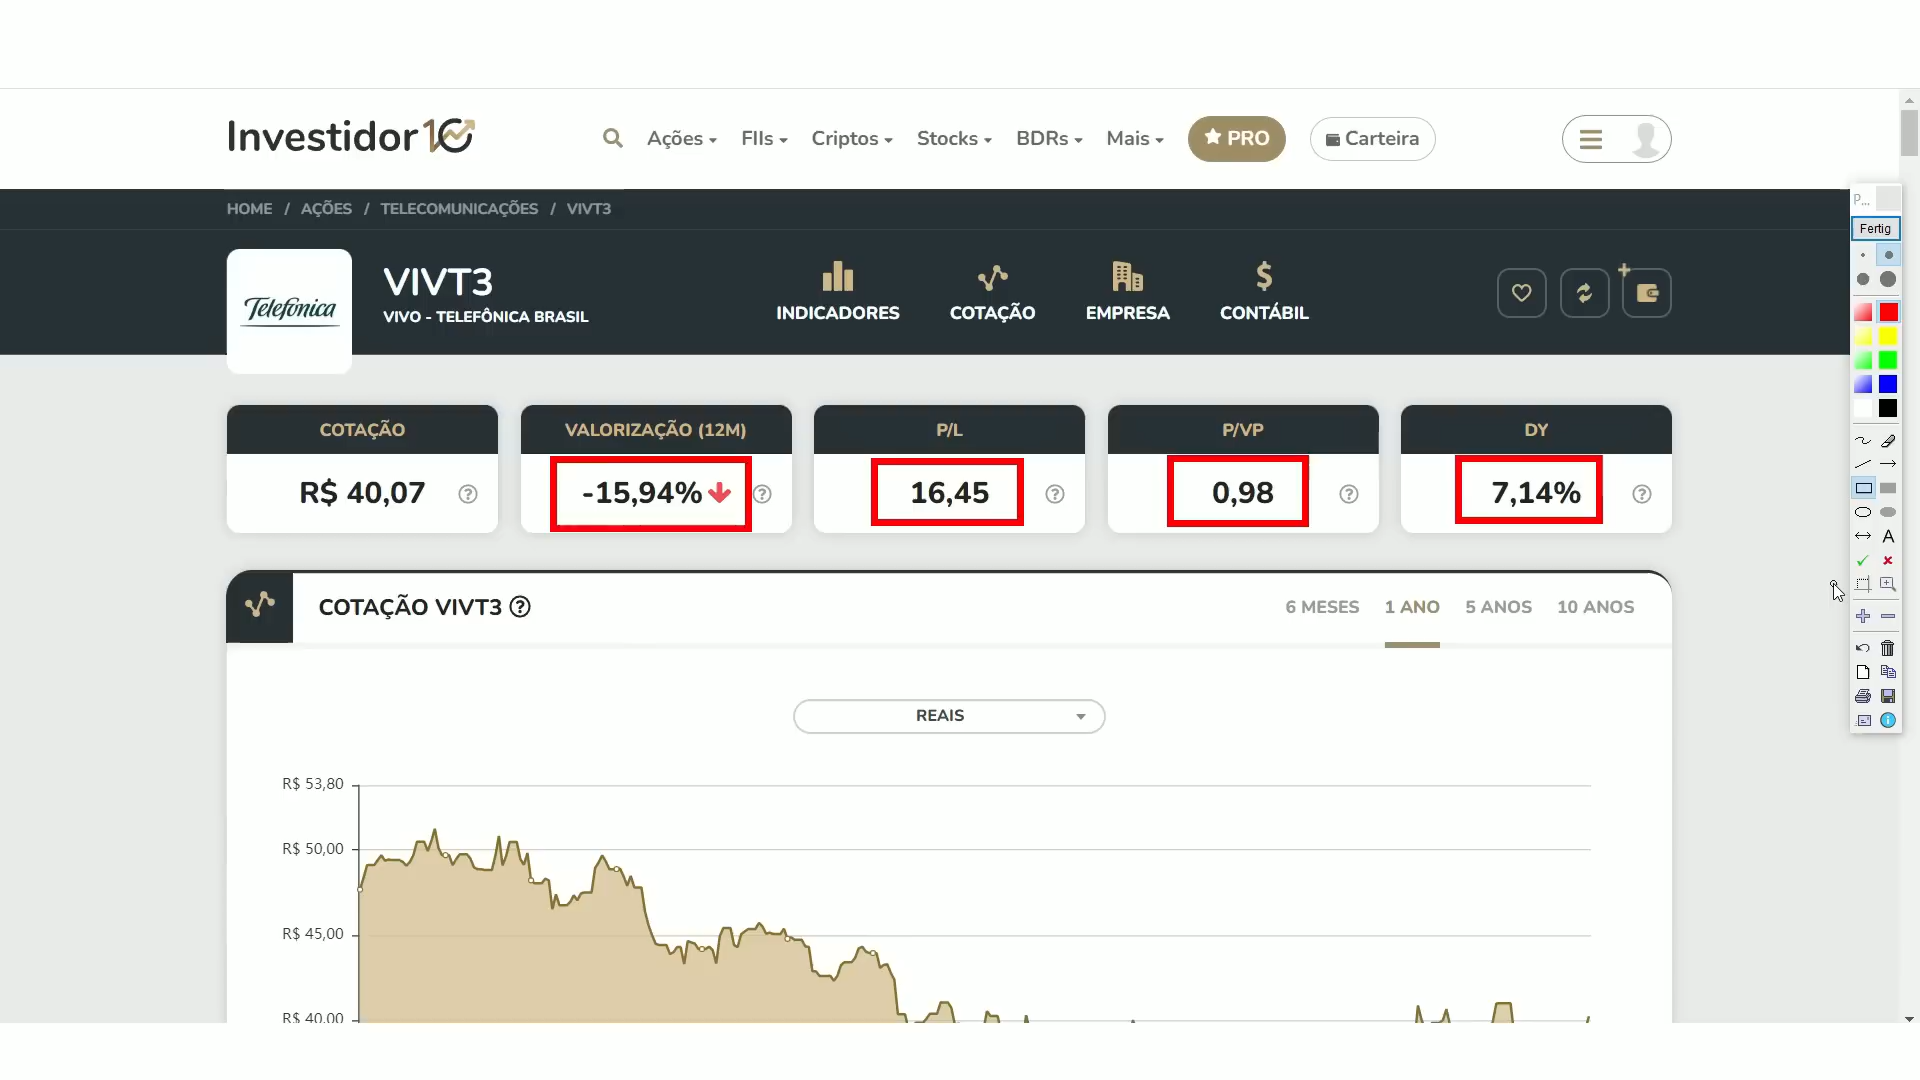 Investidor10
Ações
FIIs
Criptos
Stocks
BDRs
Mais
PRO
Carteira
HOME / AÇÕES / TELECOMUNICAÇÕES / VIVT3
P...
Fertig
Telefónica
VIVT3
VIVO - TELEFÔNICA BRASIL
INDICADORES
COTAÇÃO
EMPRESA
CONTÁBIL
COTAÇÃO
R$ 40,07
VALORIZAÇÃO (12M)
-15,94%
P/L
16,45
P/VP
0,98
DY
7,14%
A
COTAÇÃO VIVT3
6 MESES
1 ANO
5 ANOS
10 ANOS
REAIS
R$ 53,80
R$ 50,00
R$ 45,00
R$ 40,00